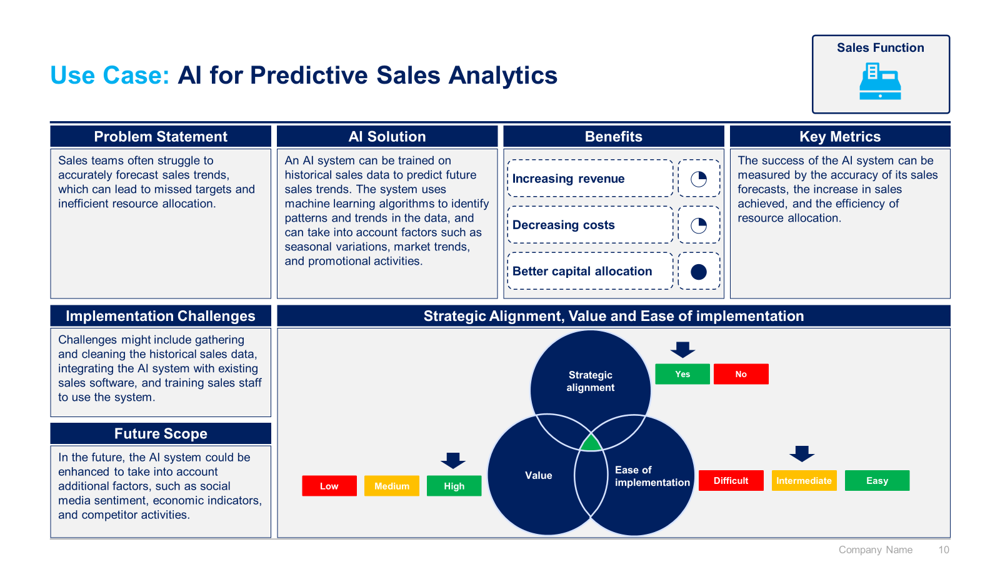 Sales Function
Use Case: AI for Predictive Sales Analytics
Problem Statement
Sales teams often struggle to
accurately forecast sales trends,
which can lead to missed targets and
inefficient resource allocation.
AI Solution
An AI system can be trained on
historical sales data to predict future
sales trends. The system uses
machine learning algorithms to identify
patterns and trends in the data, and
can take into account factors such as
seasonal variations, market trends,
and promotional activities.
Benefits
Increasing revenue
Decreasing costs
Better capital allocation
Key Metrics
The success of the AI system can be
measured by the accuracy of its sales
forecasts, the increase in sales
achieved, and the efficiency of
resource allocation.
Implementation Challenges
Challenges might include gathering
and cleaning the historical sales data,
integrating the AI system with existing
sales software, and training sales staff
to use the system.
Future Scope
In the future, the AI system could be
enhanced to take into account
additional factors, such as social
media sentiment, economic indicators,
and competitor activities.
Strategic Alignment, Value and Ease of implementation
Strategic
alignment
Yes
No
Low
Medium
High
Value
Ease of
implementation
Difficult
Intermediate
Easy
Company Name
10